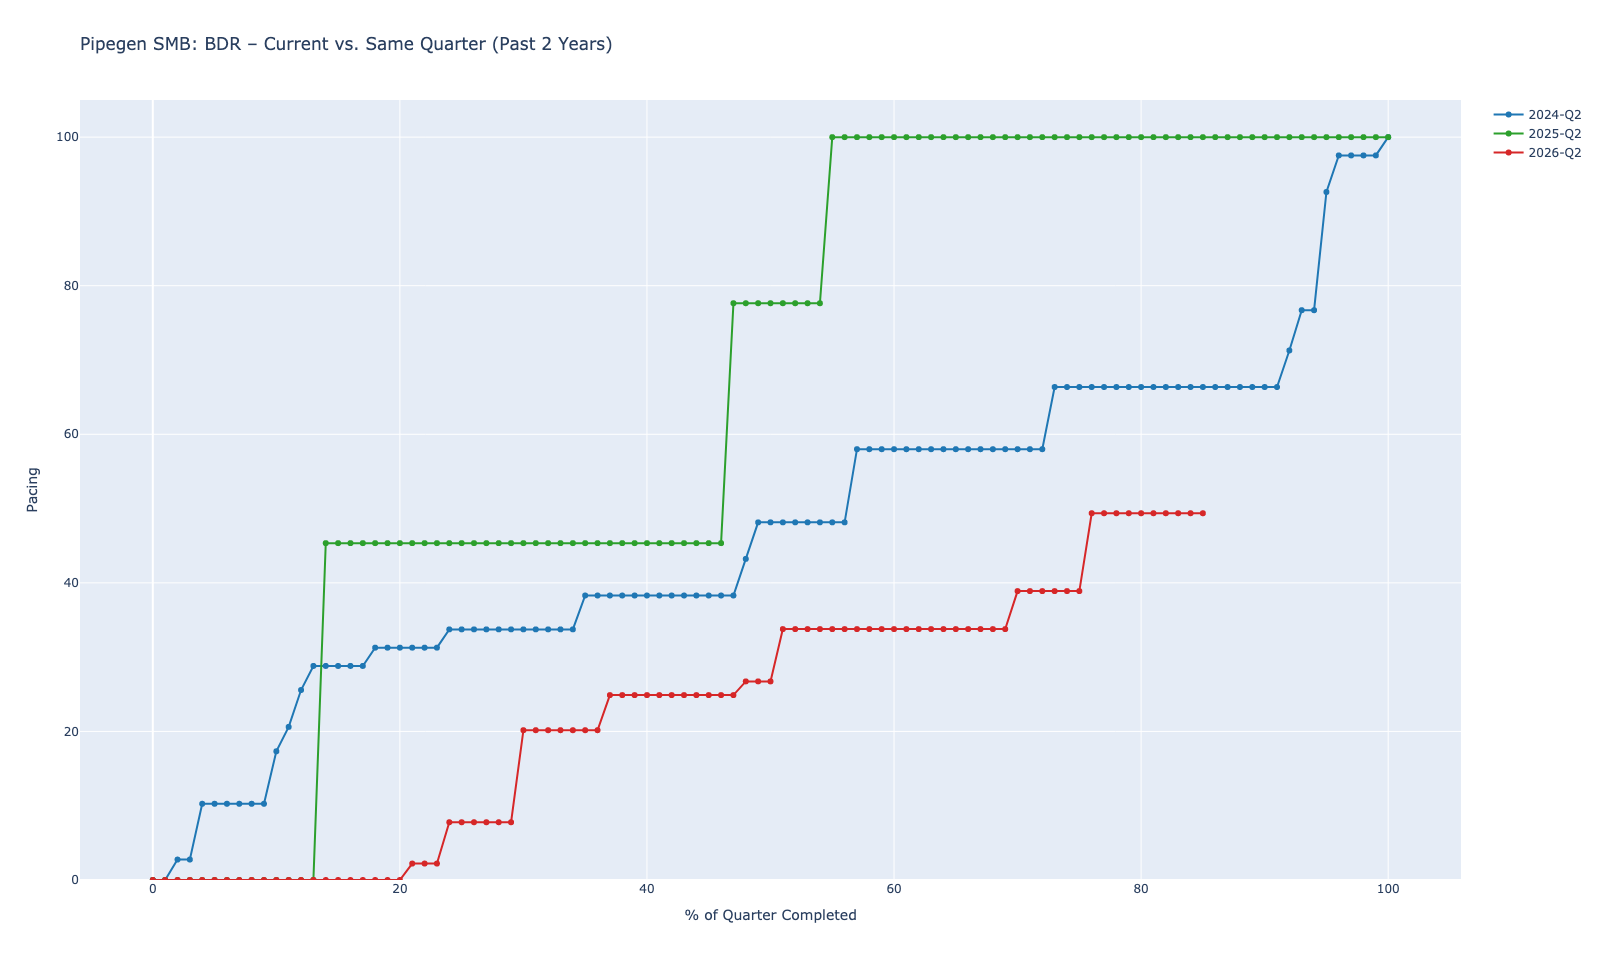 Pipegen SMB: BDR – Current vs. Same Quarter (Past 2 Years)
2024-Q2
2025-Q2
2026-Q2
100
80
60
40
20
0
Pacing
0
20
40
60
80
100
% of Quarter Completed